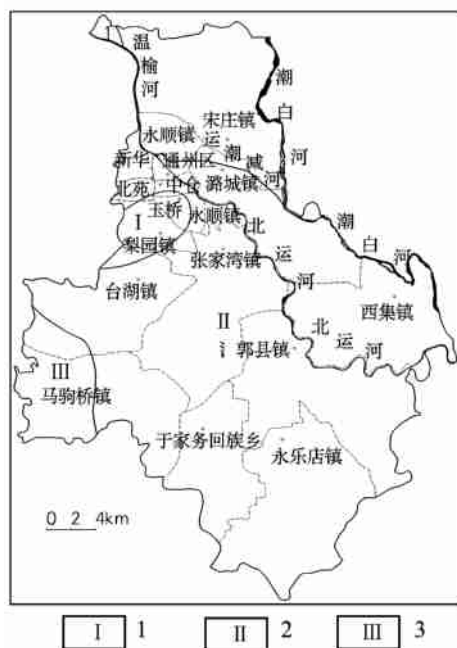 温榆河
潮白河
宋庄镇
永顺镇
运潮减河
新华
通州区
北苑
中仓
潞城镇
玉桥
永顺镇
北运河
潮白河
Ⅰ
梨园镇
张家湾镇
台湖镇
西集镇
Ⅱ
北运河
氵郭县镇
Ⅲ
马驹桥镇
于家务回族乡
永乐店镇
0 2 4km
Ⅰ 1 Ⅱ 2 Ⅲ 3